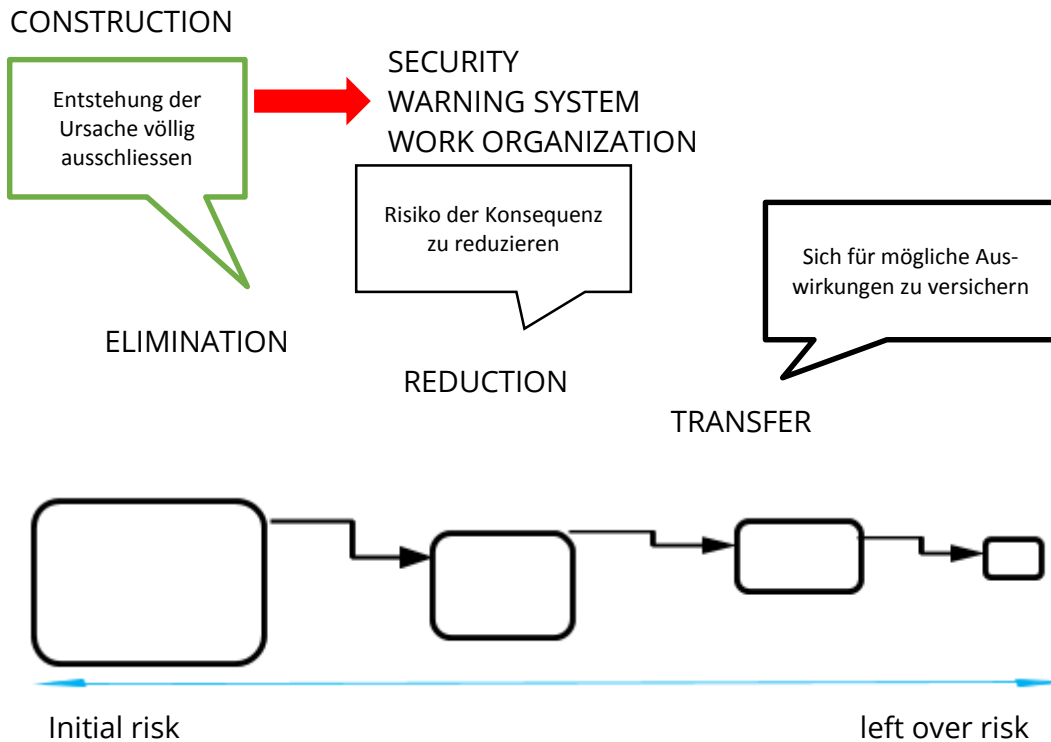 CONSTRUCTION
Entstehung der
Ursache völlig
ausschliessen
SECURITY
WARNING SYSTEM
WORK ORGANIZATION
Risiko der Konsequenz
zu reduzieren
Sich für mögliche Aus-
wirkungen zu versichern
ELIMINATION
REDUCTION
TRANSFER
Initial risk
left over risk